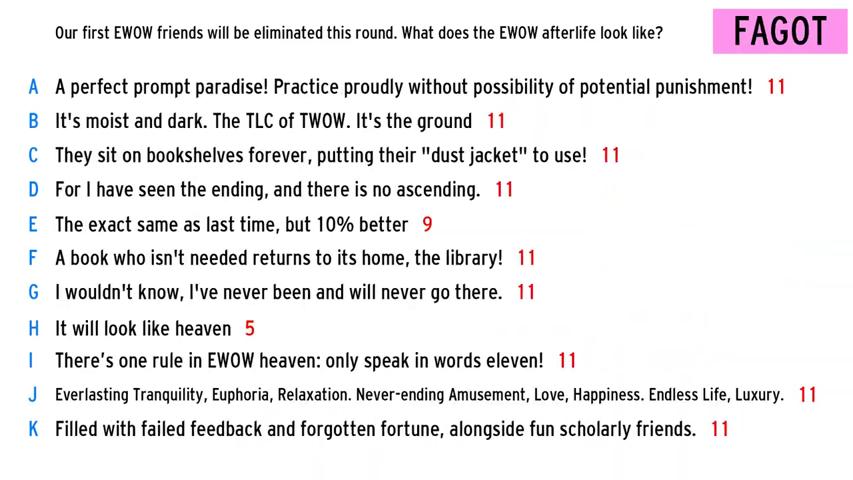 Our first EWOW friends will be eliminated this round. What does the EWOW afterlife look like?
FAGOT
A A perfect prompt paradise! Practice proudly without possibility of potential punishment! 11
B It's moist and dark. The TLC of TWOW. It's the ground 11
C They sit on bookshelves forever, putting their "dust jacket" to use! 11
D For I have seen the ending, and there is no ascending. 11
E The exact same as last time, but 10% better 9
F A book who isn't needed returns to its home, the library! 11
G I wouldn't know, I've never been and will never go there. 11
H It will look like heaven 5
I There’s one rule in EWOW heaven: only speak in words eleven! 11
J Everlasting Tranquility, Euphoria, Relaxation. Never-ending Amusement, Love, Happiness. Endless Life, Luxury. 11
K Filled with failed feedback and forgotten fortune, alongside fun scholarly friends. 11